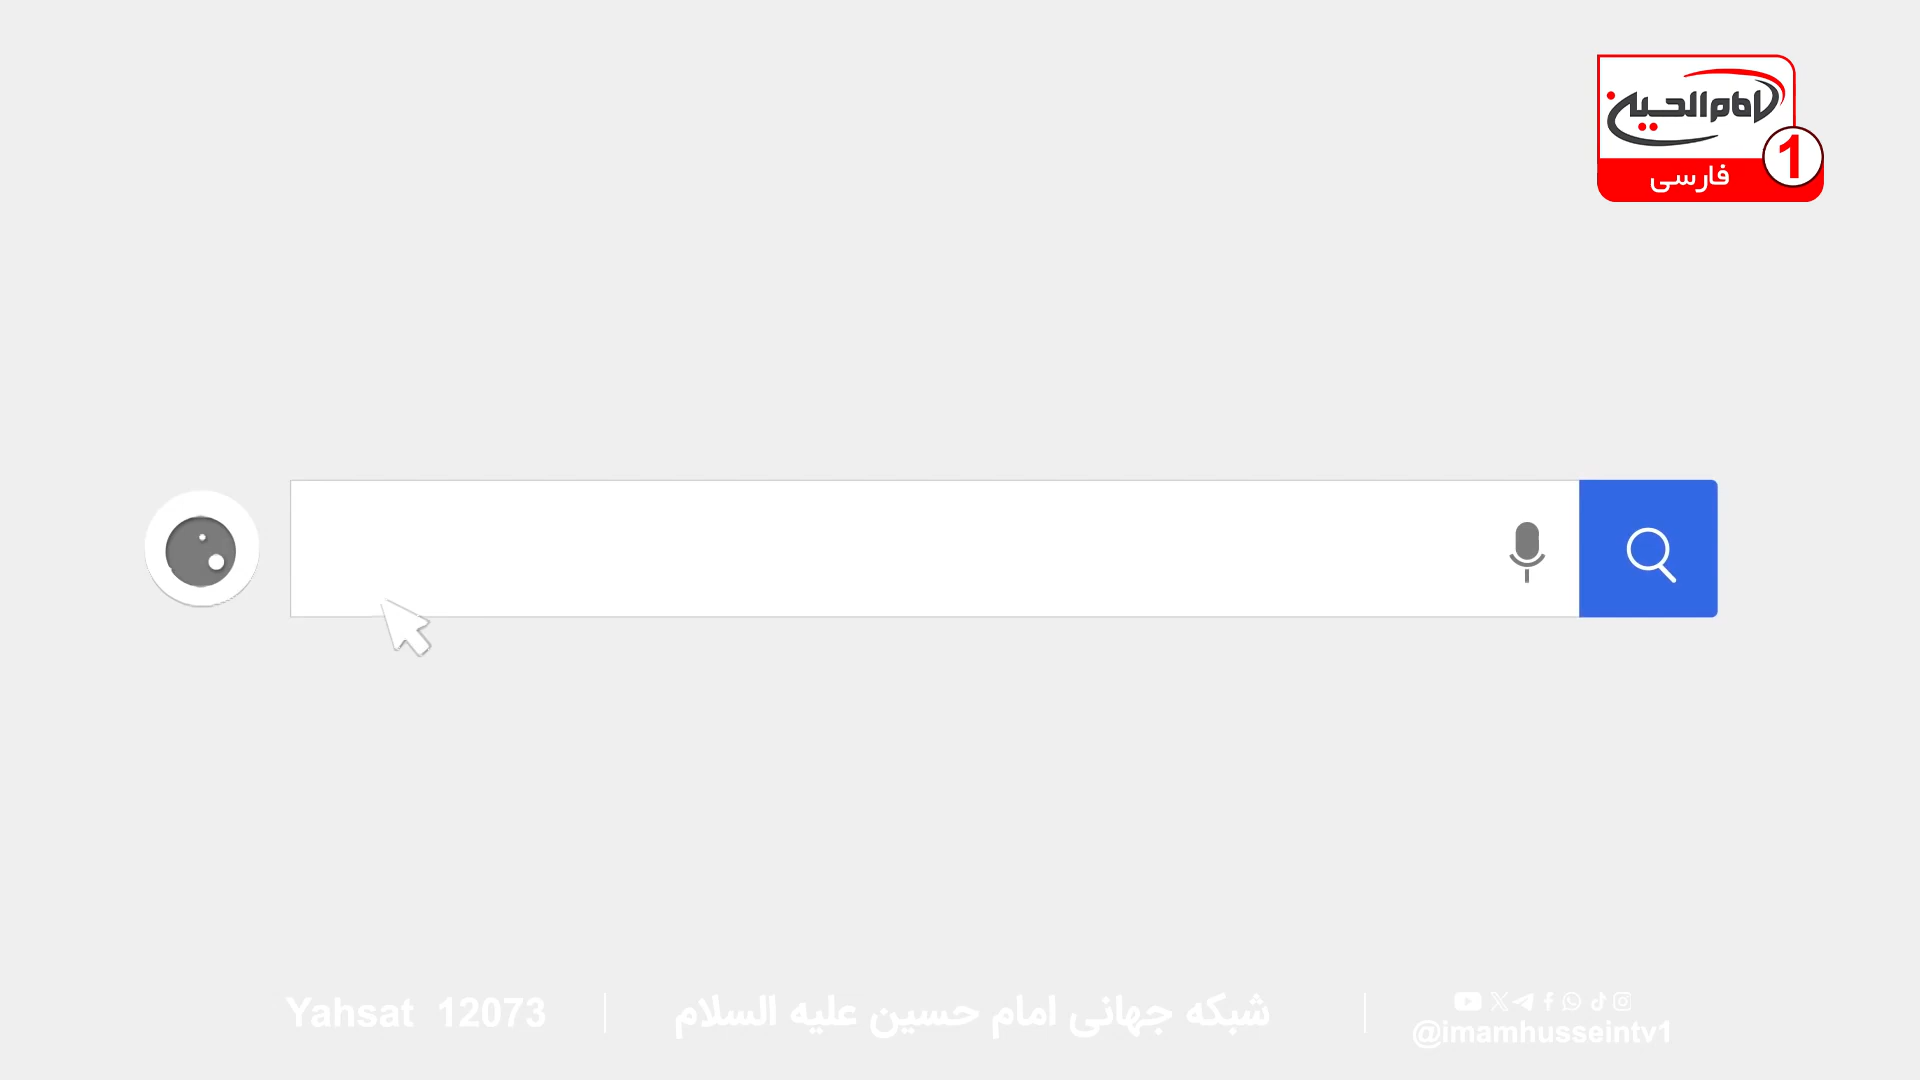 امام الحسین
1
فارسی
Yahsat 12073
شبکه جهانی امام حسین علیه السلام
@imamhusseintv1